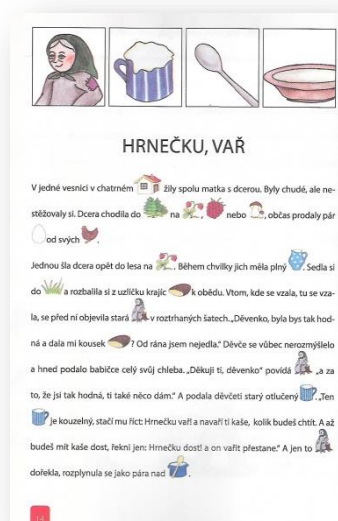 HRNEČKU, VAŘ
V jedné vesnici v chatrném žily spolu matka s dcerou. Byly chudé, ale ne-
stěžovaly si. Dcera chodila do na , nebo , občas prodaly pár
od svých .
Jednou šla dcera opět do lesa na . Během chvilky jich měla plný . Sedla si
do a rozbalila si z uzlíčku krajíc k obědu. Vtom, kde se vzala, tu se vza-
la, se před ní objevila stará v roztrhaných šatech. „Děvenko, byla bys tak hod-
ná a dala mi kousek ? Od rána jsem nejedla.“ Děvče se vůbec nerozmýšlelo
a hned podalo babičce celý svůj chleba. „Děkuji ti, děvenko“ povídá „a za
to, že jsi tak hodná, ti také něco dám.“ A podala děvčeti starý otlučený . „Ten
je kouzelný, stačí mu říct: Hrnečku vař! a navaří ti kaše, kolik budeš chtít. A až
budeš mít kaše dost, řekni jen: Hrnečku dost! a on vařit přestane.“ A jen to
dořekla, rozplynula se jako pára nad .
14